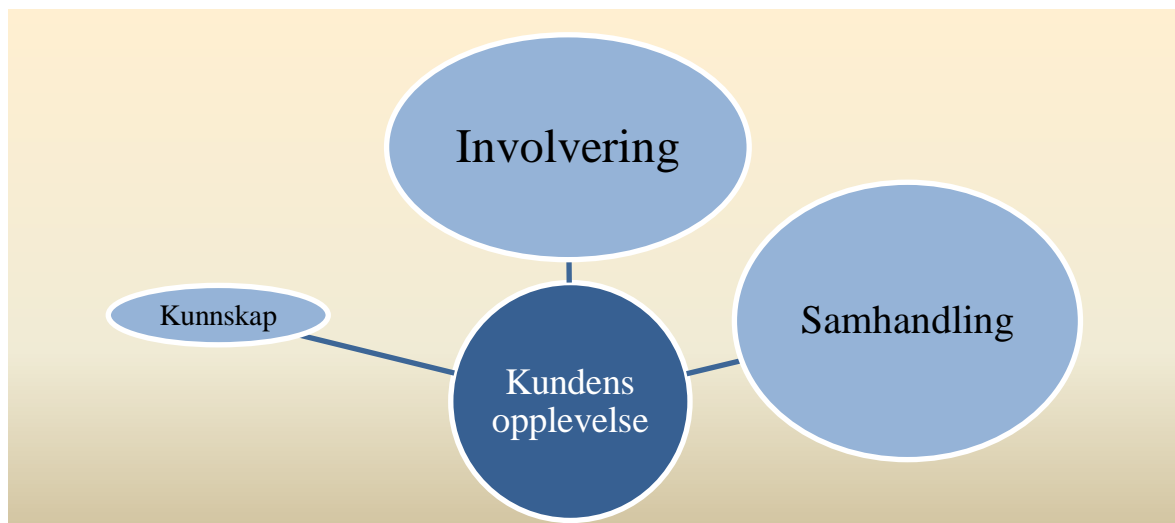 Involvering
Kunnskap
Samhandling
Kundens
opplevelse